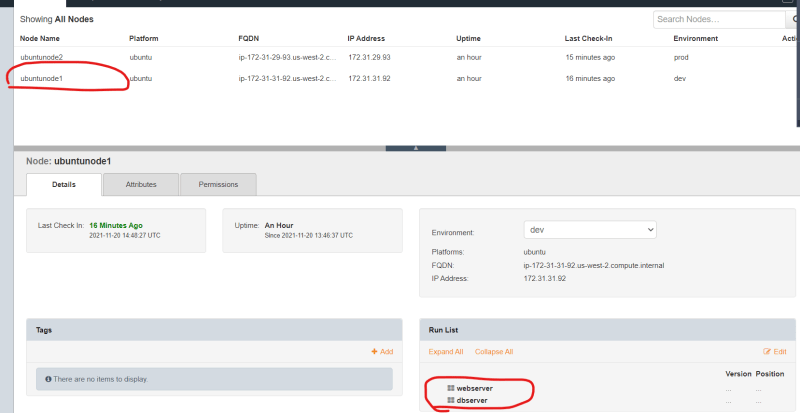 Showing All Nodes
Search Nodes...
Node Name Platform FQDN IP Address Uptime Last Check-In Environment Actio
ubuntunode2 ubuntu ip-172-31-29-93.us-west-2.c... 172.31.29.93 an hour 15 minutes ago prod
ubuntunode1 ubuntu ip-172-31-31-92.us-west-2.c... 172.31.31.92 an hour 16 minutes ago dev
Node: ubuntunode1
Details Attributes Permissions
Last Check In: 16 Minutes Ago
2021-11-20 14:48:27 UTC
Uptime: An Hour
Since 2021-11-20 13:46:37 UTC
Environment: dev
Platforms: ubuntu
FQDN: ip-172-31-31-92.us-west-2.compute.internal
IP Address: 172.31.31.92
Tags
Add
There are no items to display.
Run List
Expand All Collapse All Edit
Version Position
webserver ... ...
dbserver ... ...